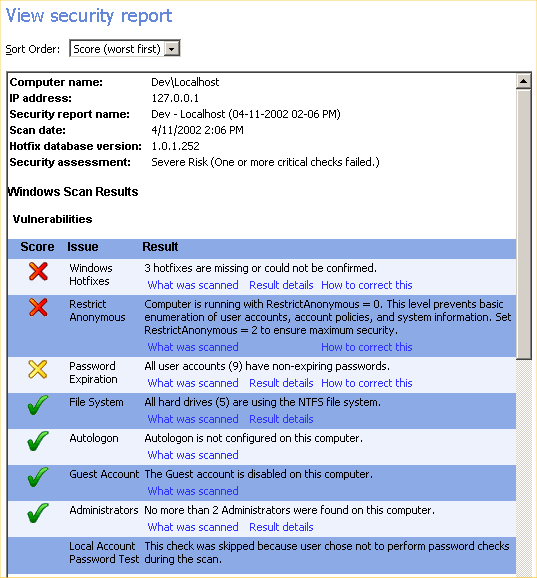 View security report
Sort Order: Score (worst first)
Computer name: Dev\Localhost
IP address: 127.0.0.1
Security report name: Dev - Localhost (04-11-2002 02-06 PM)
Scan date: 4/11/2002 2:06 PM
Hotfix database version: 1.0.1.252
Security assessment: Severe Risk (One or more critical checks failed.)
Windows Scan Results
Vulnerabilities
Score Issue Result
Windows Hotfixes
3 hotfixes are missing or could not be confirmed.
What was scanned Result details How to correct this
Restrict Anonymous
Computer is running with RestrictAnonymous = 0. This level prevents basic
enumeration of user accounts, account policies, and system information. Set
RestrictAnonymous = 2 to ensure maximum security.
What was scanned How to correct this
Password Expiration
All user accounts (9) have non-expiring passwords.
What was scanned Result details How to correct this
File System All hard drives (5) are using the NTFS file system.
What was scanned Result details
Autologon Autologon is not configured on this computer.
What was scanned
Guest Account The Guest account is disabled on this computer.
What was scanned
Administrators No more than 2 Administrators were found on this computer.
What was scanned Result details
Local Account Password Test
This check was skipped because user chose not to perform password checks
during the scan.